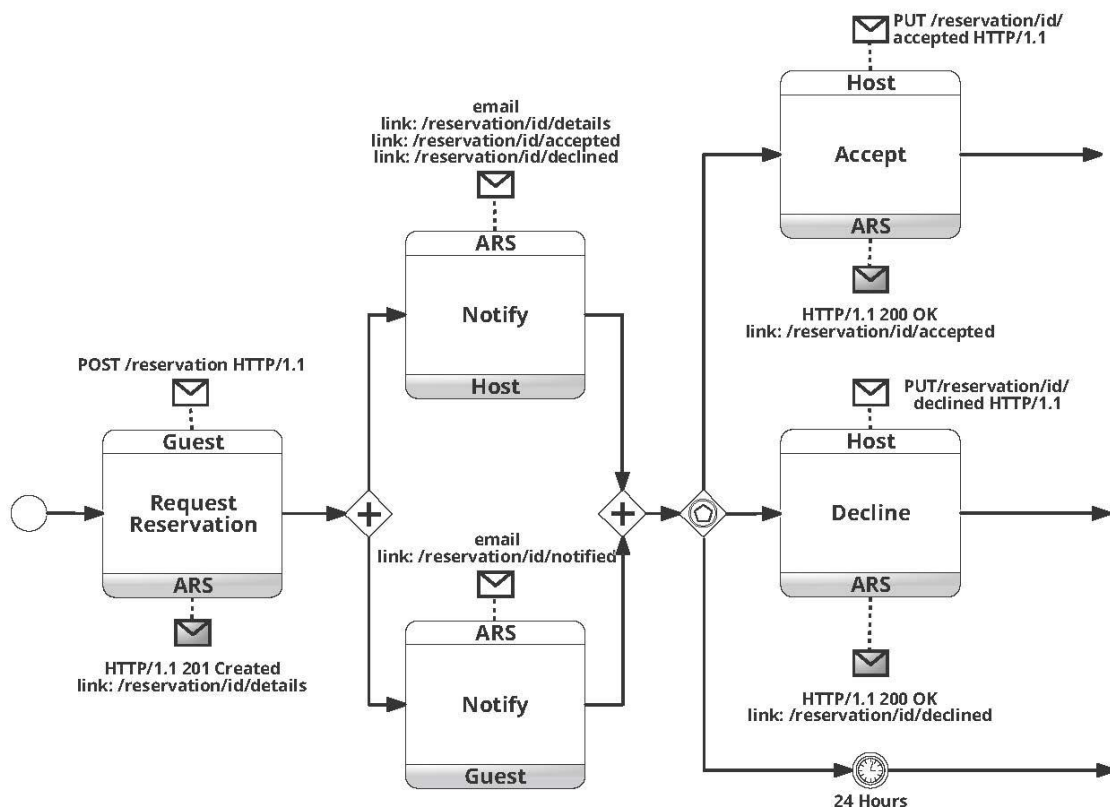 POST /reservation HTTP/1.1
Guest
Request
Reservation
ARS
HTTP/1.1 201 Created
link: /reservation/id/details
email
link: /reservation/id/details
link: /reservation/id/accepted
link: /reservation/id/declined
ARS
Notify
Host
email
link: /reservation/id/notified
ARS
Notify
Guest
PUT /reservation/id/
accepted HTTP/1.1
Host
Accept
ARS
HTTP/1.1 200 OK
link: /reservation/id/accepted
PUT/reservation/id/
declined HTTP/1.1
Host
Decline
ARS
HTTP/1.1 200 OK
link: /reservation/id/declined
24 Hours